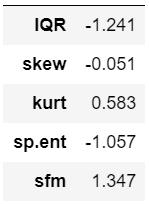 IQR -1.241
skew -0.051
kurt 0.583
sp.ent -1.057
sfm 1.347